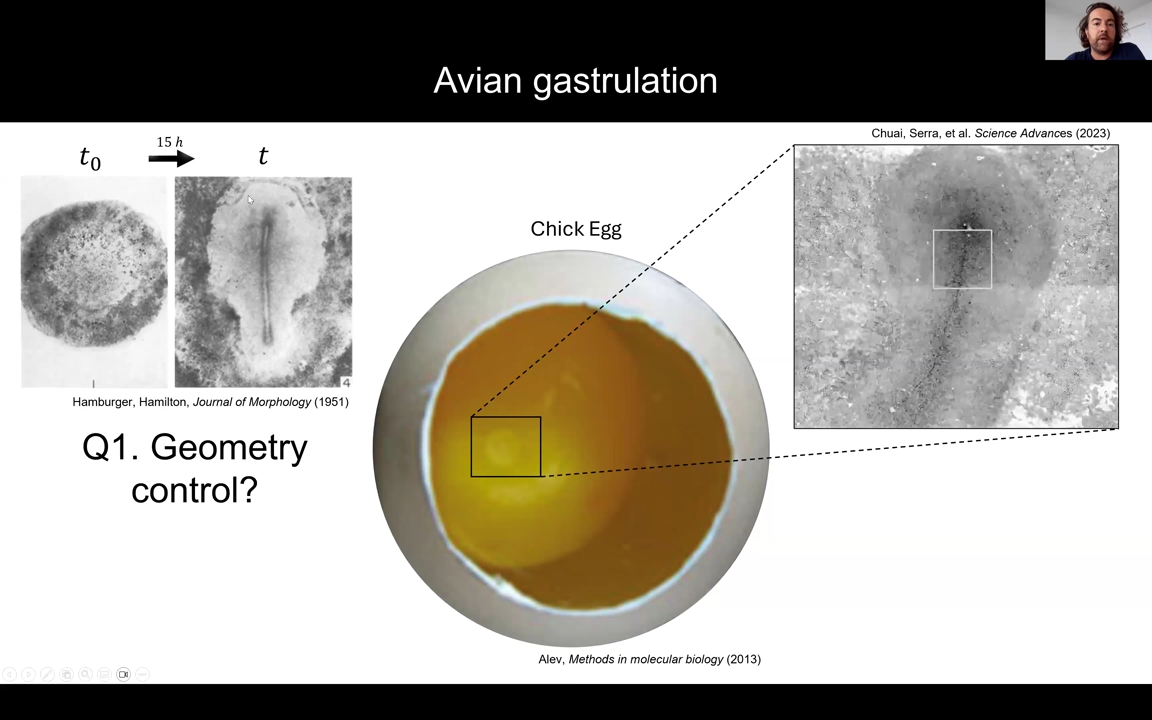 Avian gastrulation
t0
15 h
t
4
Hamburger, Hamilton, Journal of Morphology (1951)
Q1. Geometry
control?
Chick Egg
Alev, Methods in molecular biology (2013)
Chuai, Serra, et al. Science Advances (2023)